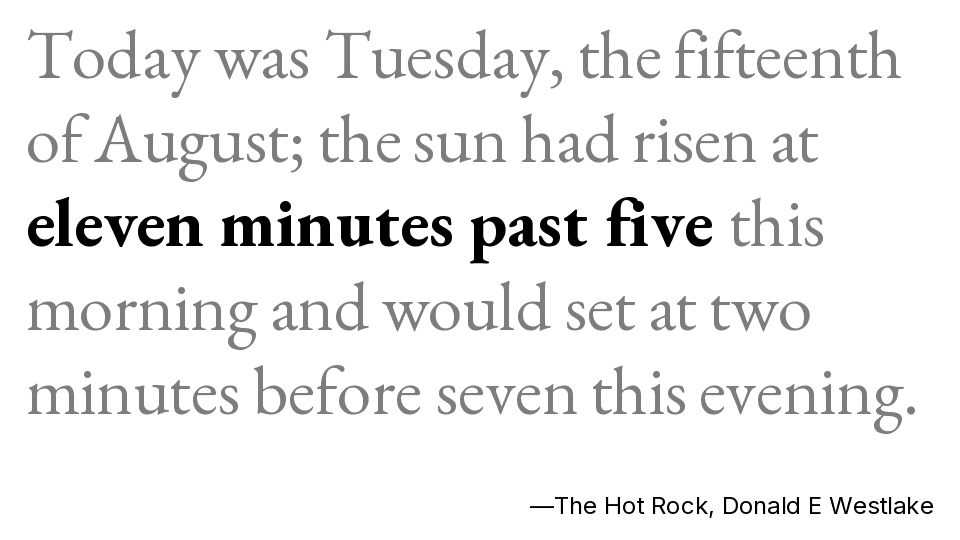 Today was Tuesday, the fifteenth
of August; the sun had risen at
eleven minutes past five this
morning and would set at two
minutes before seven this evening.
—The Hot Rock, Donald E Westlake